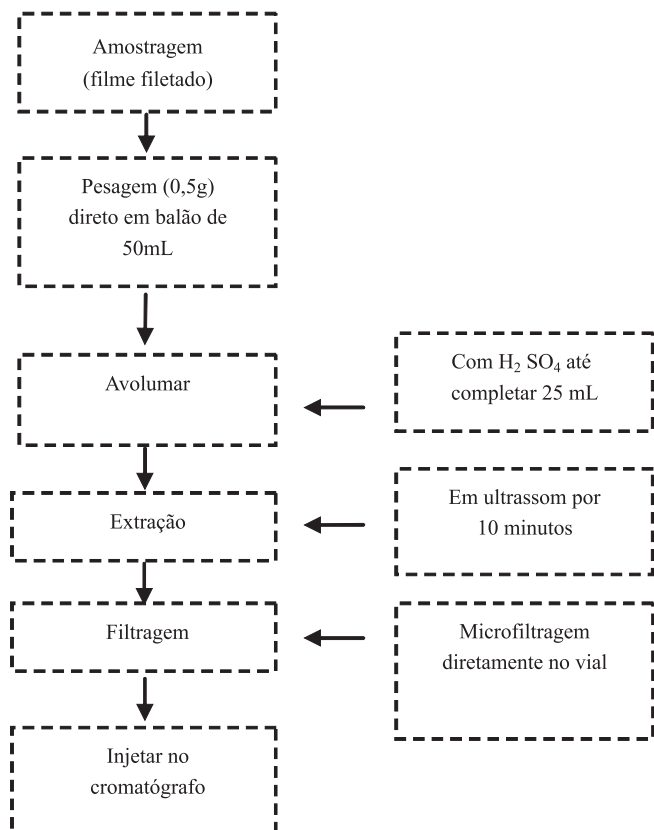 Amostragem
(filme filetado)
Pesagem (0,5g)
direto em balão de
50mL
Avolumar
Com H₂ SO₄ até
completar 25 mL
Extração
Em ultrassom por
10 minutos
Filtragem
Microfiltragem
diretamente no vial
Injetar no
cromatógrafo